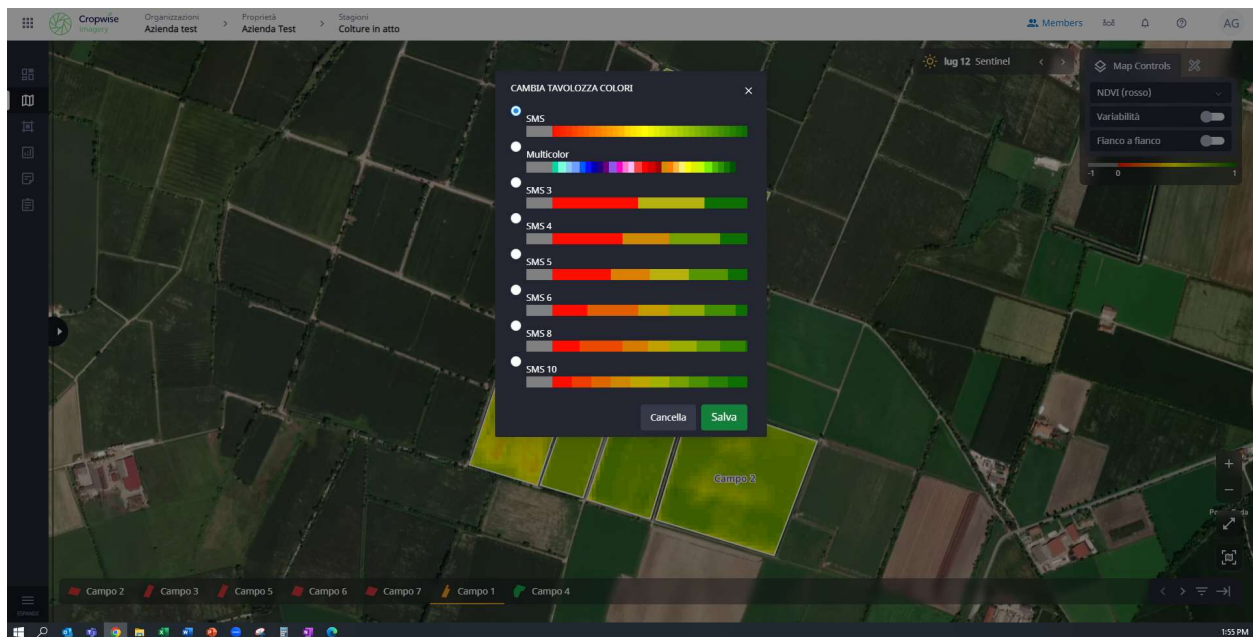 Cropwise
Imagery
Organizzazioni
Azienda test
Proprietà
Azienda Test
Stagioni
Colture in atto
Members
AG
lug 12 Sentinel
Map Controls
NDVI (rosso)
Variabilità
Fianco a fianco
-1 0 1
CAMBIA TAVOLOZZA COLORI
SMS
Multicolor
SMS 3
SMS 4
SMS 5
SMS 6
SMS 8
SMS 10
Cancella Salva
Campo 2
Campo 2 Campo 3 Campo 5 Campo 6 Campo 7 Campo 1 Campo 4
ESPANDI
1:55 PM